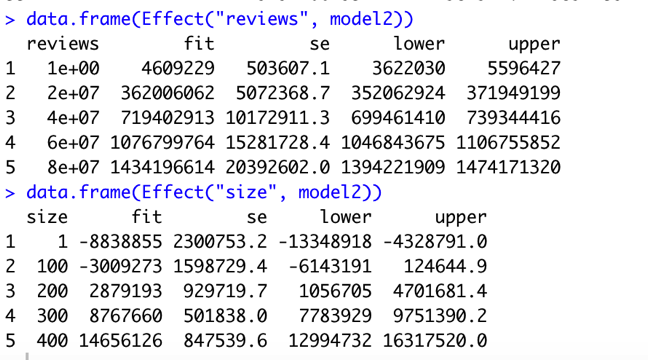 > data.frame(Effect("reviews", model2))
  reviews        fit         se      lower      upper
1   1e+00    4609229   503607.1    3622030    5596427
2   2e+07  362006062  5072368.7  352062924  371949199
3   4e+07  719402913 10172911.3  699461410  739344416
4   6e+07 1076799764 15281728.4 1046843675 1106755852
5   8e+07 1434196614 20392602.0 1394221909 1474171320
> data.frame(Effect("size", model2))
  size      fit        se     lower      upper
1    1 -8838855 2300753.2 -13348918 -4328791.0
2  100 -3009273 1598729.4  -6143191   124644.9
3  200  2879193  929719.7   1056705  4701681.4
4  300  8767660  501838.0   7783929  9751390.2
5  400 14656126  847539.6  12994732 16317520.0